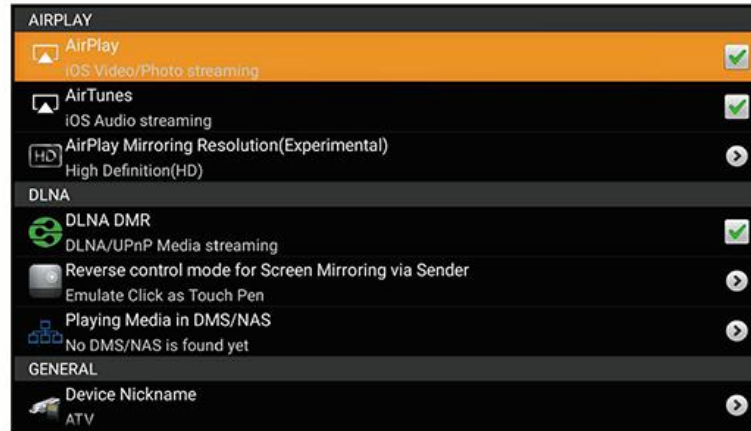 AIRPLAY
AirPlay
iOS Video/Photo streaming
AirTunes
iOS Audio streaming
AirPlay Mirroring Resolution(Experimental)
HD
High Definition(HD)
DLNA
DLNA DMR
DLNA/UPnP Media streaming
Reverse control mode for Screen Mirroring via Sender
Emulate Click as Touch Pen
Playing Media in DMS/NAS
No DMS/NAS is found yet
GENERAL
Device Nickname
ATV